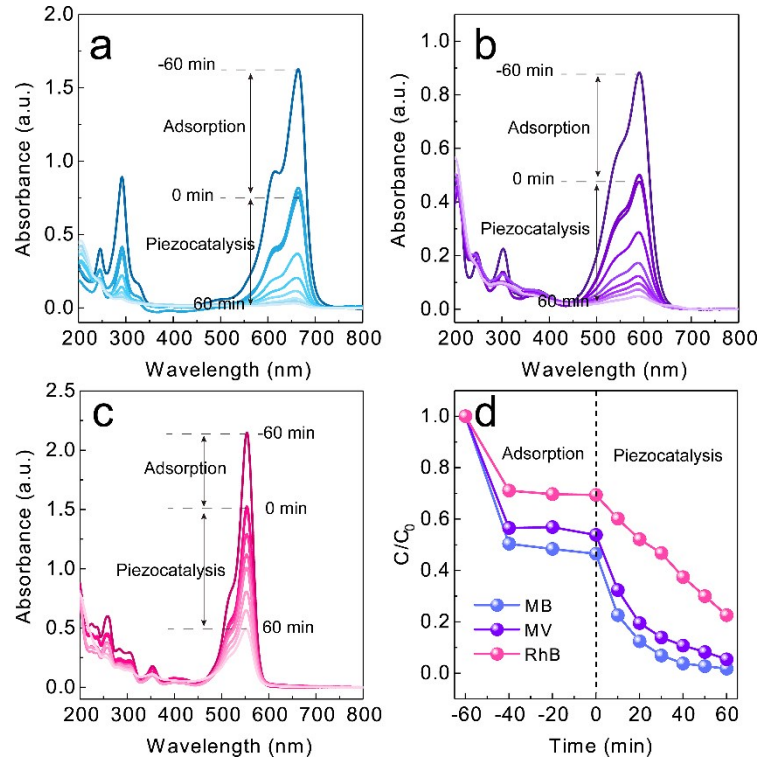 a
-60 min
Adsorption
0 min
Piezocatalysis
60 min
Absorbance (a.u.)
2.0
1.5
1.0
0.5
0.0
200 300 400 500 600 700 800
Wavelength (nm)
b
-60 min
Adsorption
0 min
Piezocatalysis
60 min
Absorbance (a.u.)
1.0
0.8
0.6
0.4
0.2
0.0
200 300 400 500 600 700 800
Wavelength (nm)
c
-60 min
Adsorption
0 min
Piezocatalysis
60 min
Absorbance (a.u.)
2.5
2.0
1.5
1.0
0.5
0.0
200 300 400 500 600 700 800
Wavelength (nm)
d
Adsorption Piezocatalysis
MB
MV
RhB
C/C0
1.0
0.8
0.6
0.4
0.2
0.0
-60 -40 -20 0 20 40 60
Time (min)